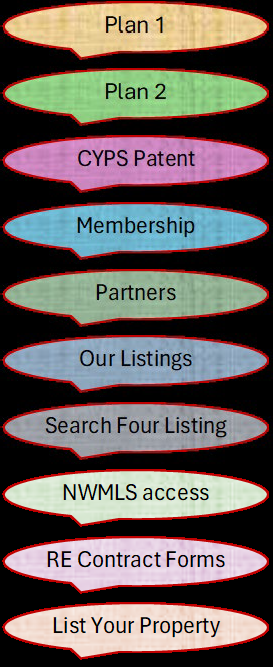 Plan 1
Plan 2
CYPS Patent
Membership
Partners
Our Listings
Search Four Listing
NWMLS access
RE Contract Forms
List Your Property